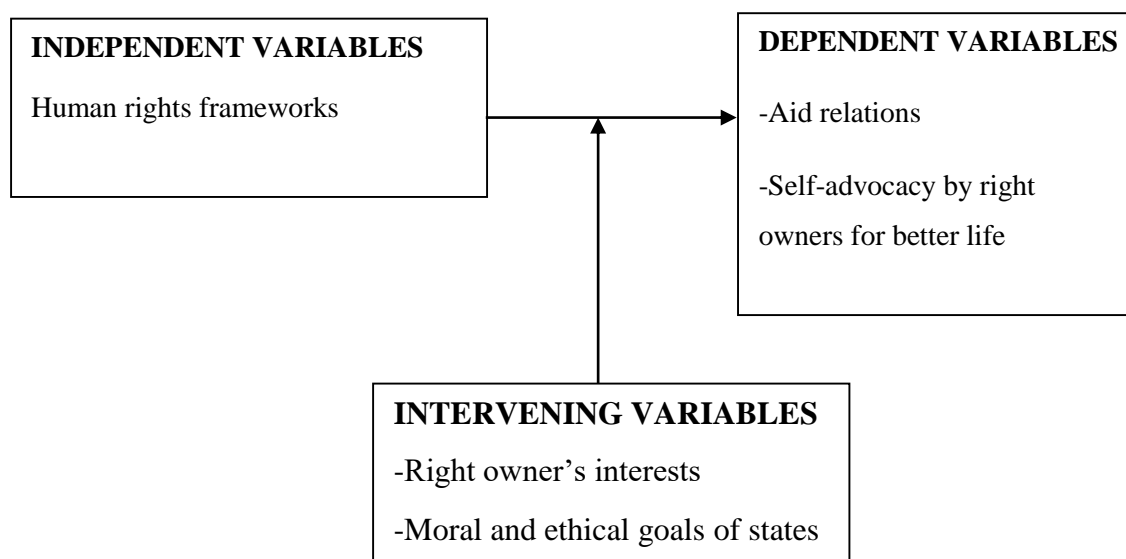 INDEPENDENT VARIABLES
Human rights frameworks
DEPENDENT VARIABLES
-Aid relations
-Self-advocacy by right
owners for better life
INTERVENING VARIABLES
-Right owner’s interests
-Moral and ethical goals of states